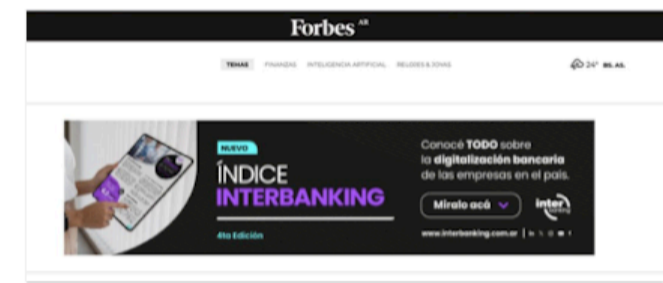 Forbes AR
TEMAS FINANZAS INTELIGENCIA ARTIFICIAL RELOJES & JOYAS
24° BS. AS.
NUEVO
ÍNDICE
INTERBANKING
4ta Edición
Conocé TODO sobre
la digitalización bancaria
de las empresas en el país.
Miralo acá
inter
banking
www.interbanking.com.ar